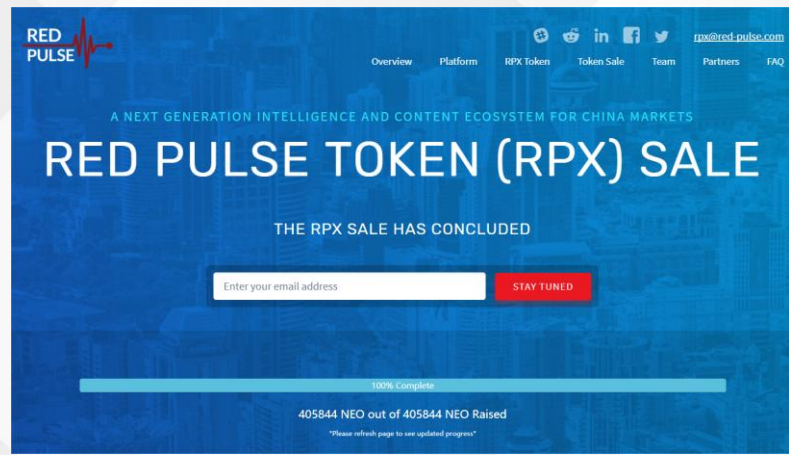 RED
PULSE
rpx@red-pulse.com
Overview Platform RPX Token Token Sale Team Partners FAQ
A NEXT GENERATION INTELLIGENCE AND CONTENT ECOSYSTEM FOR CHINA MARKETS
RED PULSE TOKEN (RPX) SALE
THE RPX SALE HAS CONCLUDED
Enter your email address STAY TUNED
100% Complete
405844 NEO out of 405844 NEO Raised
*Please refresh page to see updated progress*